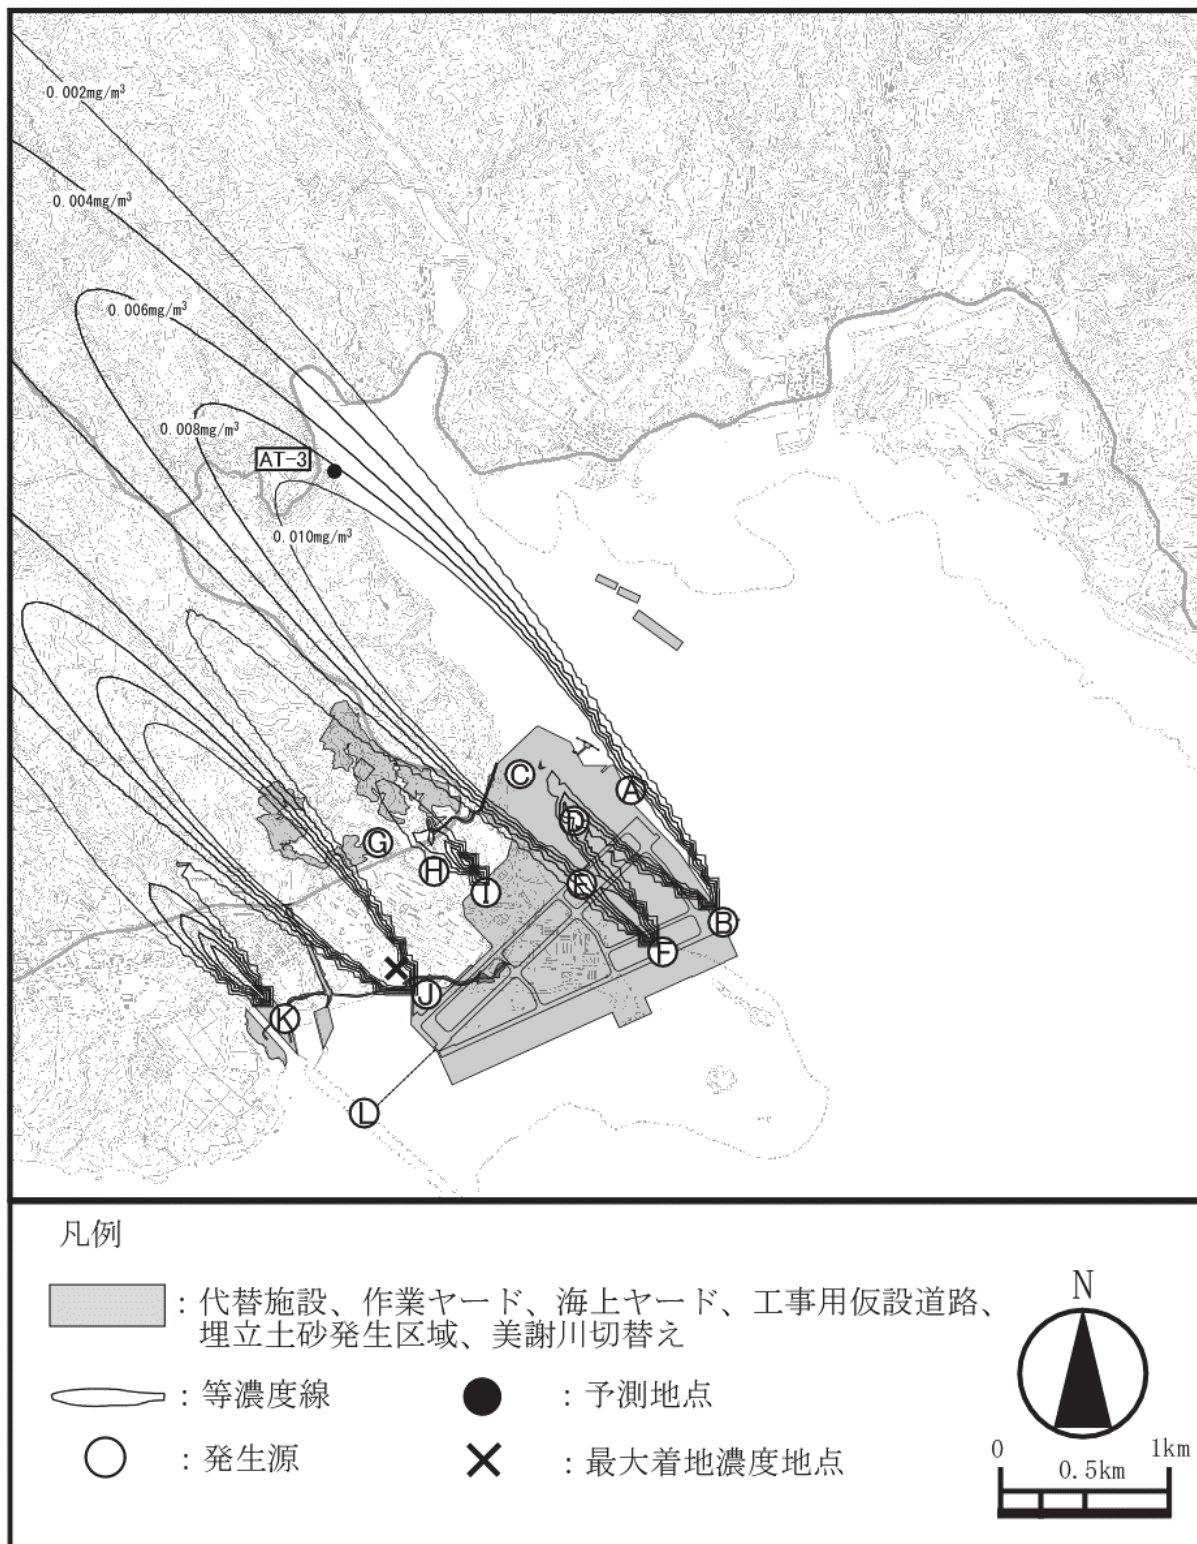 0.002mg/m³
0.004mg/m³
0.006mg/m³
0.008mg/m³
AT-3
0.010mg/m³
A
C
D
G
H
I
E
B
F
J
K
L
凡例
：代替施設、作業ヤード、海上ヤード、工事用仮設道路、
埋立土砂発生区域、美謝川切替え
：等濃度線
：予測地点
：発生源
：最大着地濃度地点
N
0
0.5km
1km